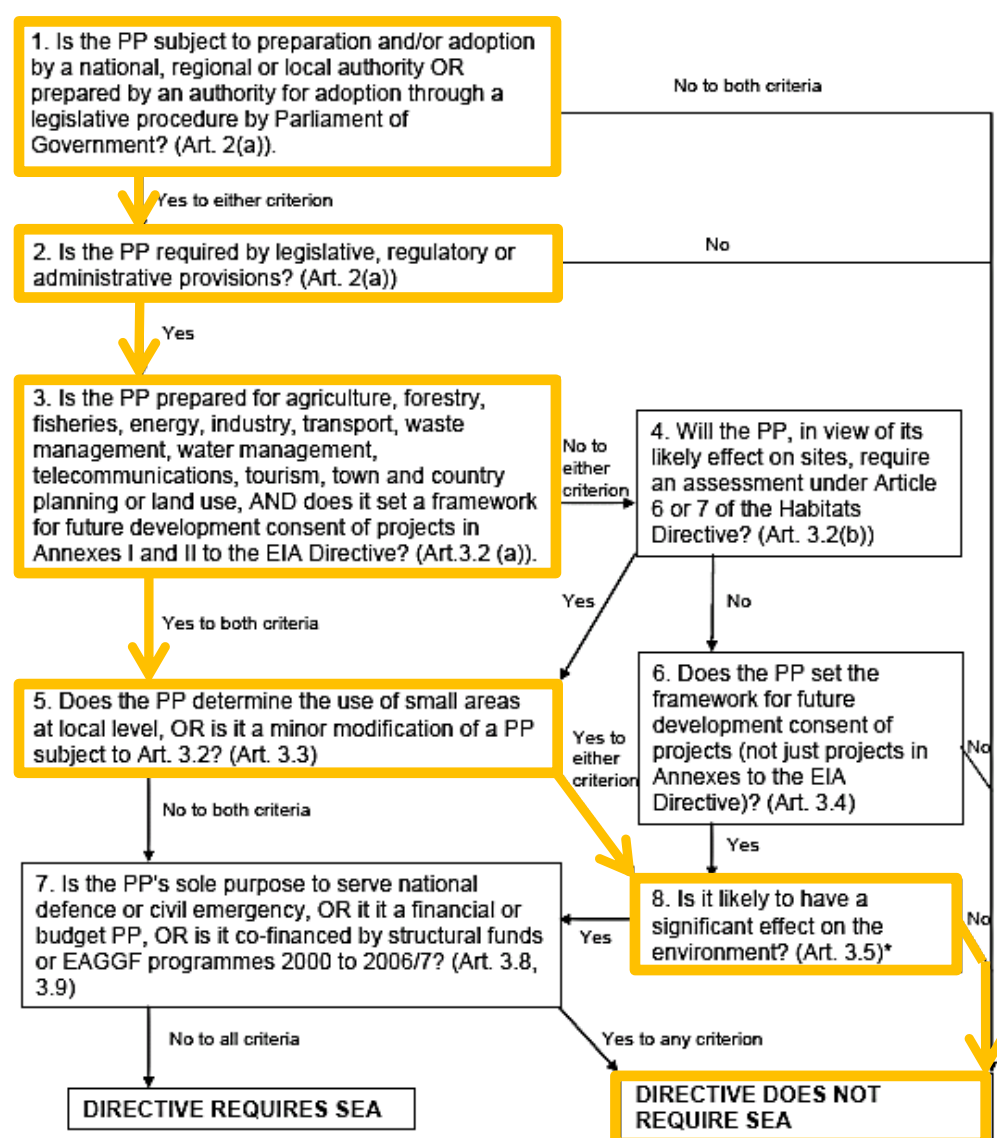 1. Is the PP subject to preparation and/or adoption
by a national, regional or local authority OR
prepared by an authority for adoption through a
legislative procedure by Parliament of
Government? (Art. 2(a)).
No to both criteria
Yes to either criterion
2. Is the PP required by legislative, regulatory or
administrative provisions? (Art. 2(a))
No
Yes
3. Is the PP prepared for agriculture, forestry,
fisheries, energy, industry, transport, waste
management, water management,
telecommunications, tourism, town and country
planning or land use, AND does it set a framework
for future development consent of projects in
Annexes I and II to the EIA Directive? (Art.3.2 (a)).
No to
either
criterion
4. Will the PP, in view of its
likely effect on sites, require
an assessment under Article
6 or 7 of the Habitats
Directive? (Art. 3.2(b))
Yes to both criteria
Yes
No
5. Does the PP determine the use of small areas
at local level, OR is it a minor modification of a PP
subject to Art. 3.2? (Art. 3.3)
Yes to
either
criterion
6. Does the PP set the
framework for future
development consent of
projects (not just projects in
Annexes to the EIA
Directive)? (Art. 3.4)
No
No to both criteria
Yes
7. Is the PP's sole purpose to serve national
defence or civil emergency, OR it it a financial or
budget PP, OR is it co-financed by structural funds
or EAGGF programmes 2000 to 2006/7? (Art. 3.8,
3.9)
Yes
8. Is it likely to have a
significant effect on the
environment? (Art. 3.5)*
No
No to all criteria
Yes to any criterion
DIRECTIVE REQUIRES SEA
DIRECTIVE DOES NOT
REQUIRE SEA